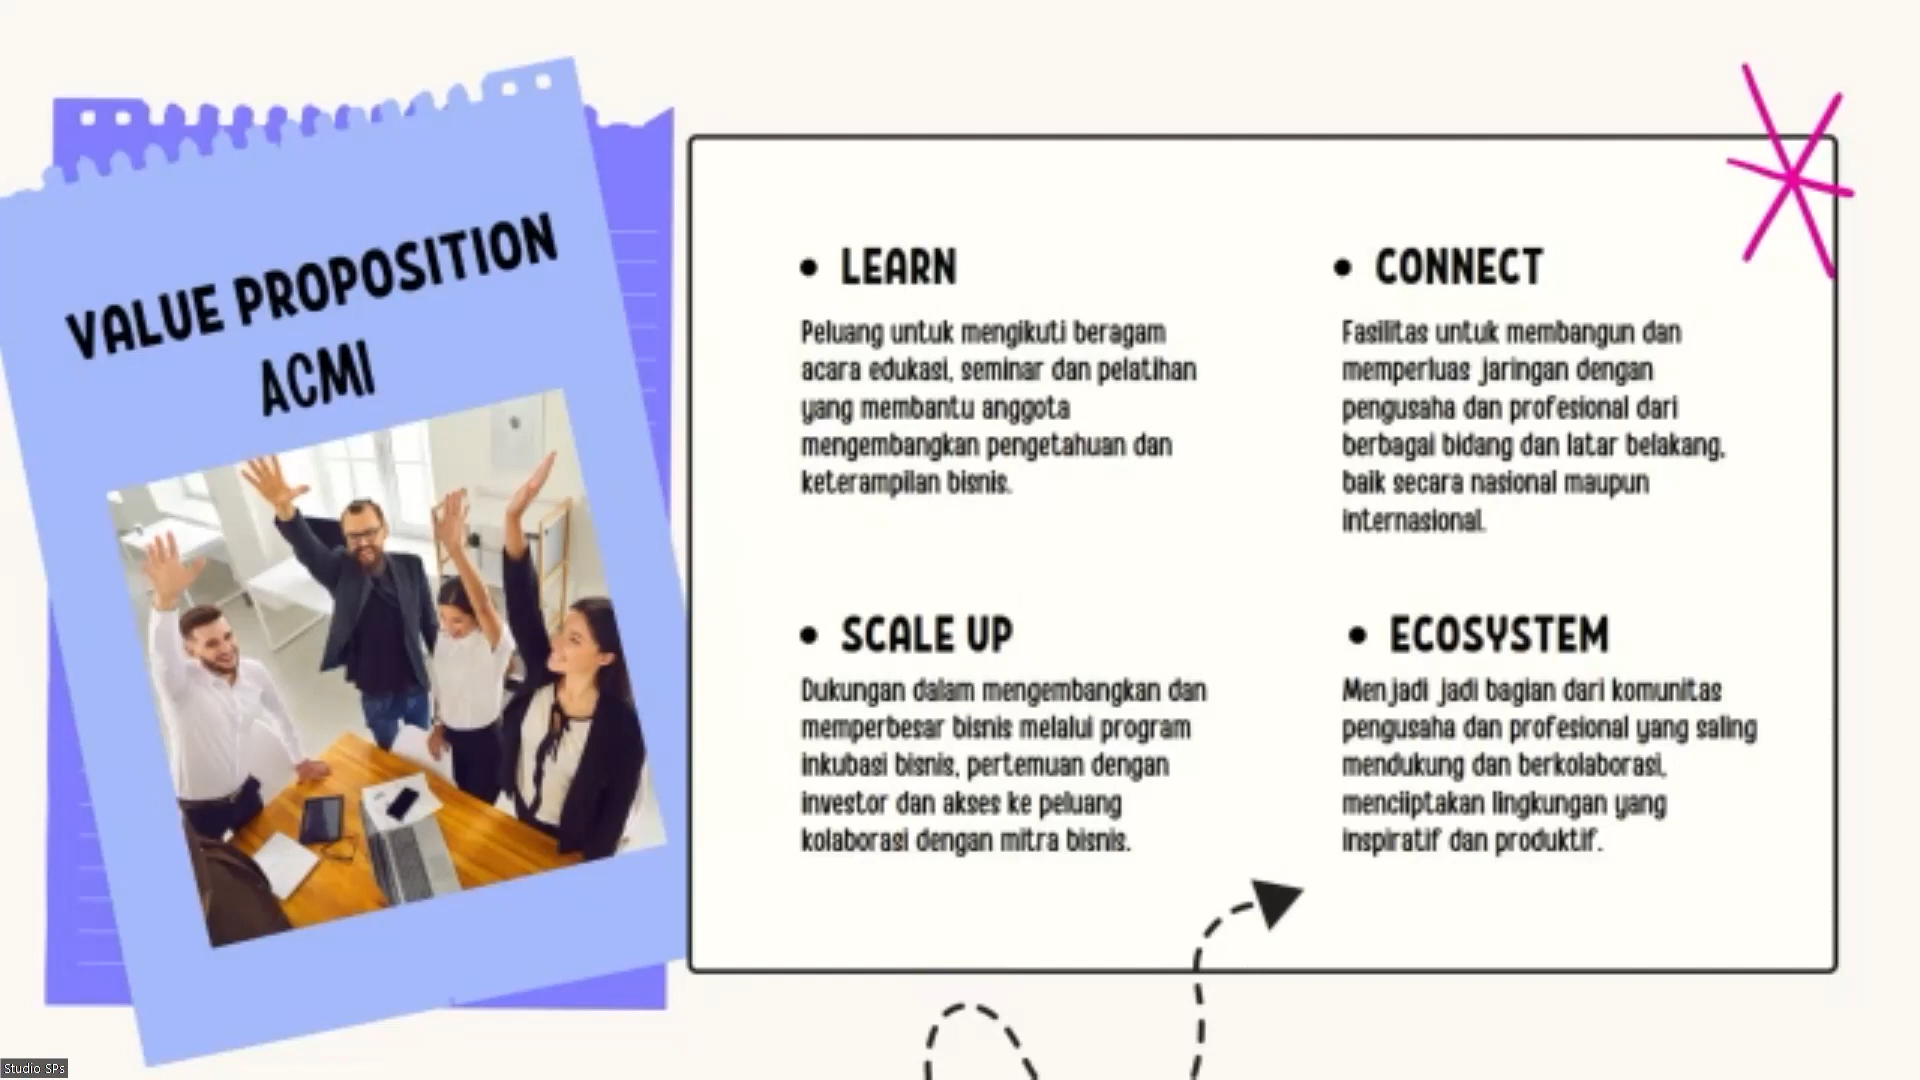 VALUE PROPOSITION
ACMI
• LEARN
Peluang untuk mengikuti beragam
acara edukasi, seminar dan pelatihan
yang membantu anggota
mengembangkan pengetahuan dan
keterampilan bisnis.
• CONNECT
Fasilitas untuk membangun dan
memperluas jaringan dengan
pengusaha dan profesional dari
berbagai bidang dan latar belakang,
baik secara nasional maupun
internasional.
• SCALE UP
Dukungan dalam mengembangkan dan
memperbesar bisnis melalui program
inkubasi bisnis, pertemuan dengan
investor dan akses ke peluang
kolaborasi dengan mitra bisnis.
• ECOSYSTEM
Menjadi jadi bagian dari komunitas
pengusaha dan profesional yang saling
mendukung dan berkolaborasi,
menciiptakan lingkungan yang
inspiratif dan produktif.
Studio SPs